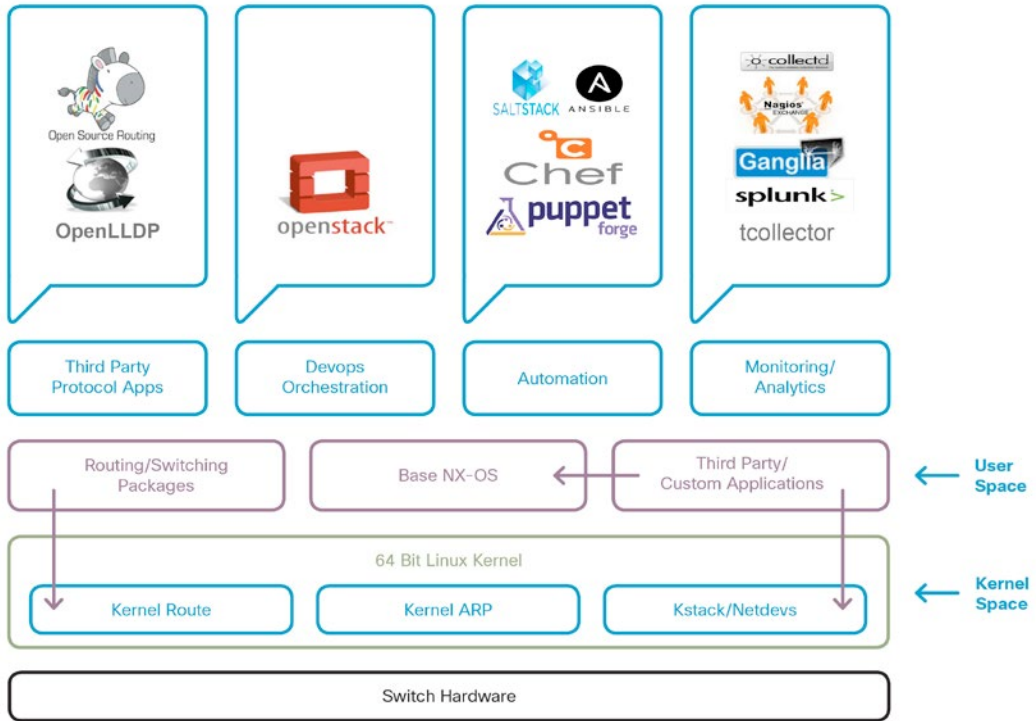 Open Source Routing
OpenLLDP
openstack™
SALTSTACK
ANSIBLE
Chef
puppet
forge
collectd
Nagios
EXCHANGE
Ganglia
splunk>
tcollector
Third Party
Protocol Apps
Devops
Orchestration
Automation
Monitoring/
Analytics
Routing/Switching
Packages
Base NX-OS
Third Party/
Custom Applications
User
Space
64 Bit Linux Kernel
Kernel Route
Kernel ARP
Kstack/Netdevs
Kernel
Space
Switch Hardware